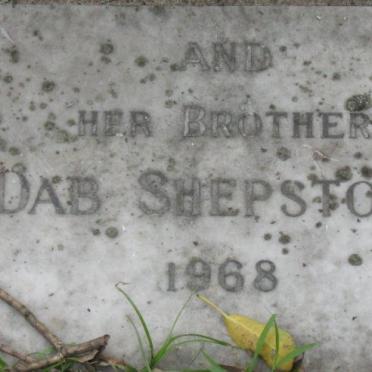 AND
HER BROTHER
DAB SHEPSTO
1968